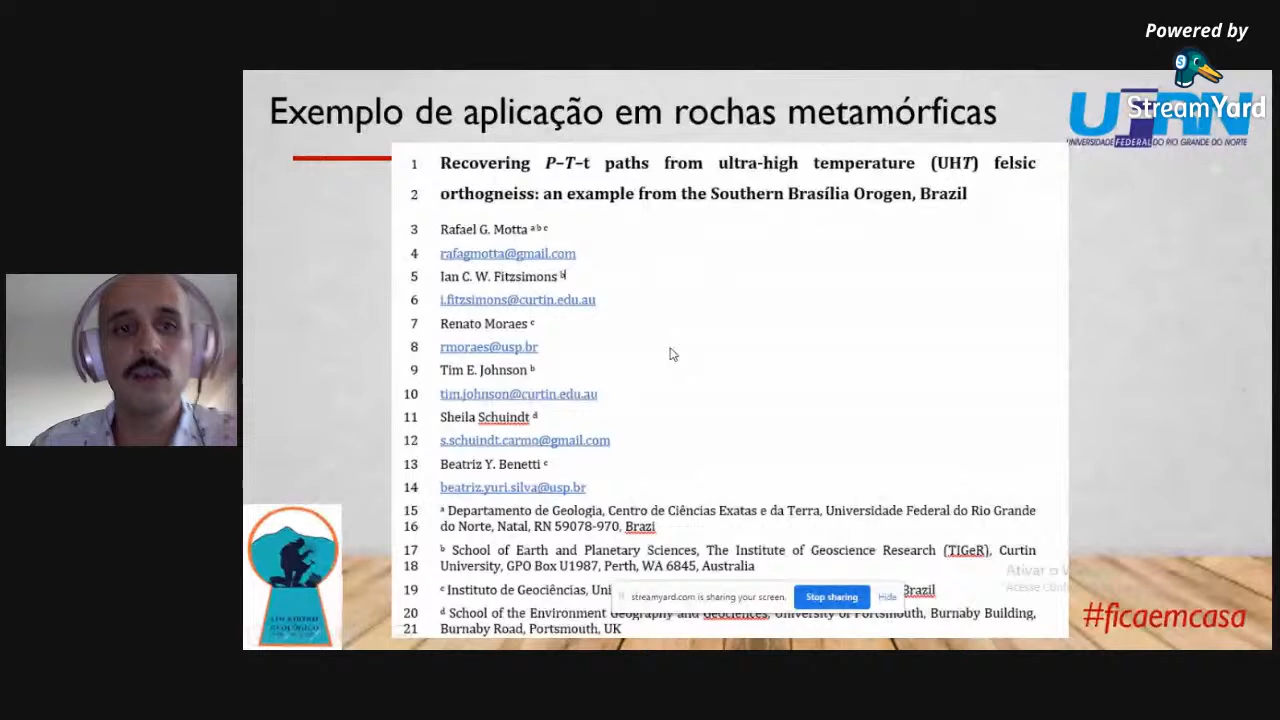 Powered by
StreamYard
Exemplo de aplicação em rochas metamórficas
UFRN
UNIVERSIDADE FEDERAL DO RIO GRANDE DO NORTE
1 Recovering P–T–t paths from ultra-high temperature (UHT) felsic
2 orthogneiss: an example from the Southern Brasília Orogen, Brazil
3 Rafael G. Motta a b c
4 rafagmotta@gmail.com
5 Ian C. W. Fitzsimons b
6 i.fitzsimons@curtin.edu.au
7 Renato Moraes c
8 rmoraes@usp.br
9 Tim E. Johnson b
10 tim.johnson@curtin.edu.au
11 Sheila Schuindt d
12 s.schuindt.carmo@gmail.com
13 Beatriz Y. Benetti c
14 beatriz.yuri.silva@usp.br
15 a Departamento de Geologia, Centro de Ciências Exatas e da Terra, Universidade Federal do Rio Grande
16 do Norte, Natal, RN 59078-970, Brazi
17 b School of Earth and Planetary Sciences, The Institute of Geoscience Research (TIGeR), Curtin
18 University, GPO Box U1987, Perth, WA 6845, Australia
19 c Instituto de Geociências, Uni Brazil
streamyard.com is sharing your screen. Stop sharing Hide
20 d School of the Environment Geography and Geosciences, University of Portsmouth, Burnaby Building,
21 Burnaby Road, Portsmouth, UK
Ativar o
#ficaemcasa